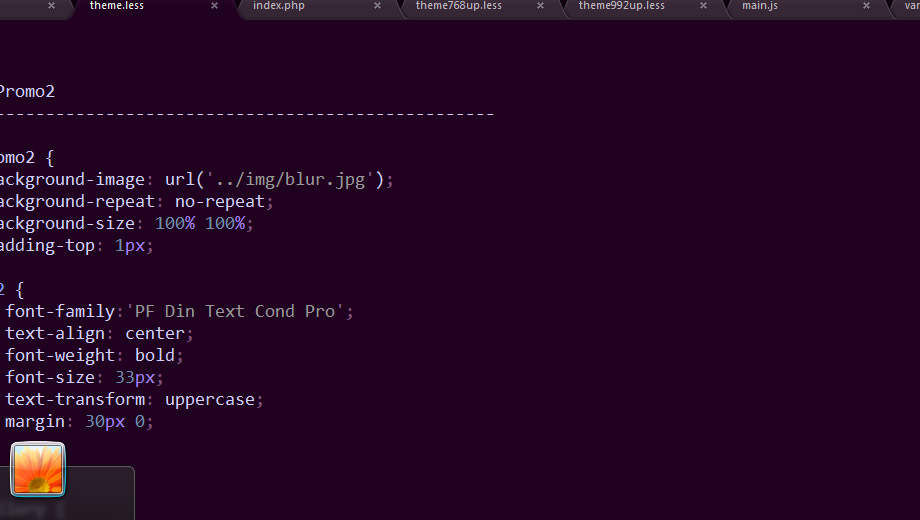 theme.less × index.php × theme768up.less × theme992up.less × main.js ×
Promo2
--------------------------------------------------
omo2 {
ackground-image: url('../img/blur.jpg');
ackground-repeat: no-repeat;
ackground-size: 100% 100%;
adding-top: 1px;
2 {
font-family:'PF Din Text Cond Pro';
text-align: center;
font-weight: bold;
font-size: 33px;
text-transform: uppercase;
margin: 30px 0;